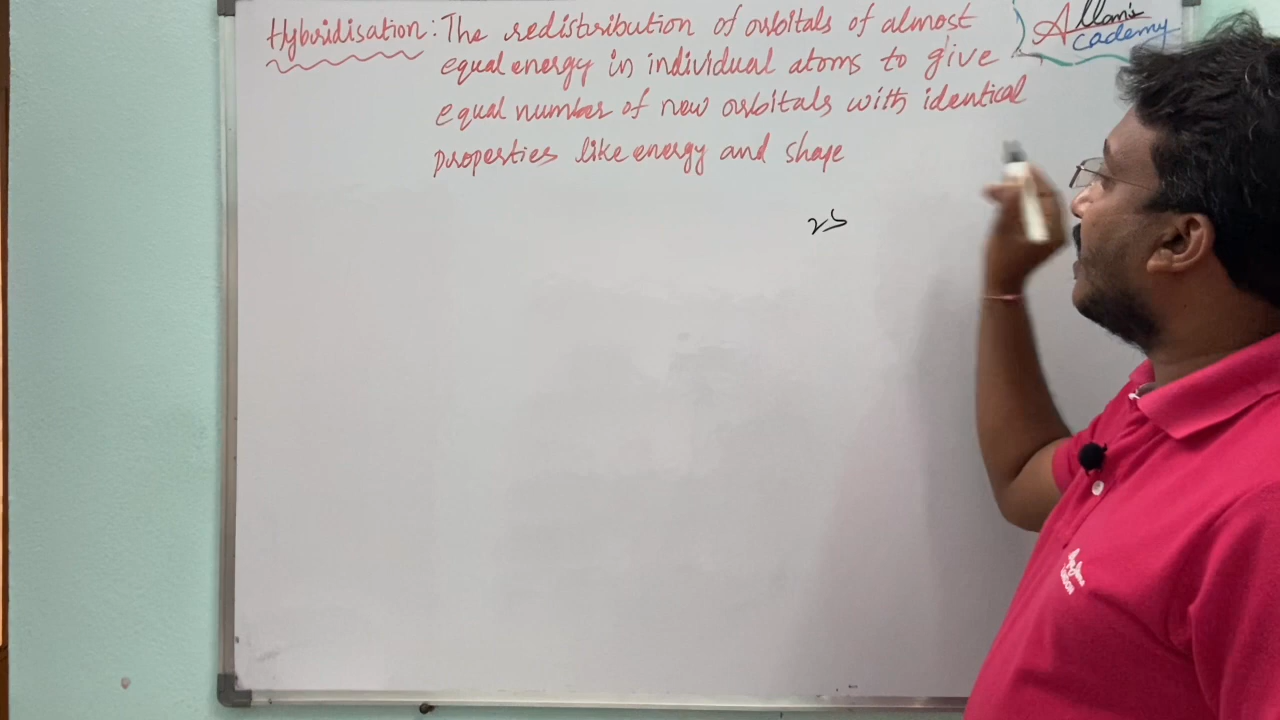 Hybridisation: The redistribution of orbitals of almost
equal energy in individual atoms to give
equal number of new orbitals with identical
properties like energy and shape
2s
Allam's
Academy